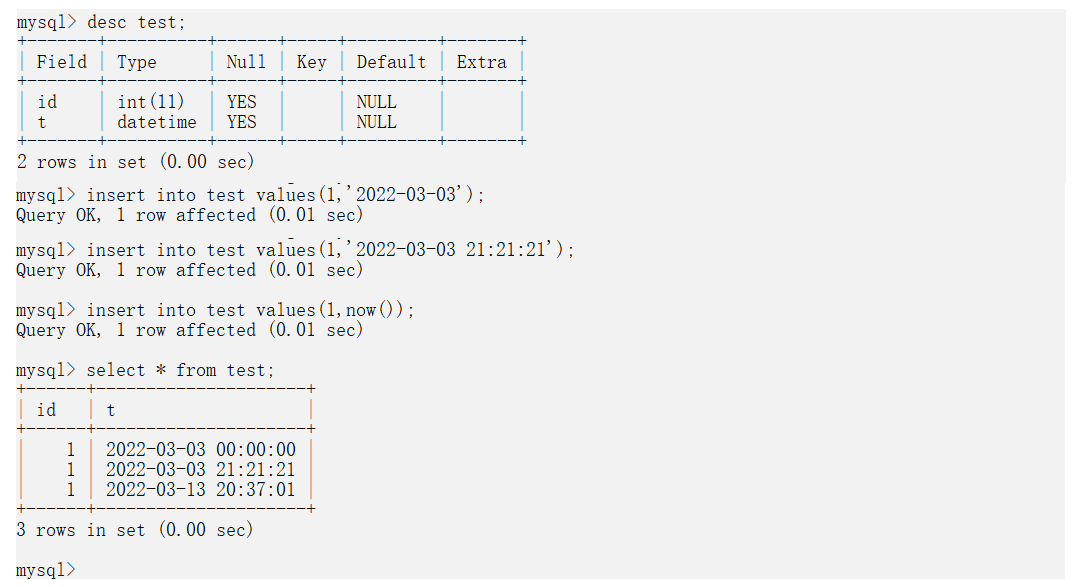 mysql> desc test;
+-------+----------+------+-----+---------+-------+
| Field | Type     | Null | Key | Default | Extra |
+-------+----------+------+-----+---------+-------+
| id    | int(11)  | YES  |     | NULL    |       |
| t     | datetime | YES  |     | NULL    |       |
+-------+----------+------+-----+---------+-------+
2 rows in set (0.00 sec)
mysql> insert into test values(1,'2022-03-03');
Query OK, 1 row affected (0.01 sec)
mysql> insert into test values(1,'2022-03-03 21:21:21');
Query OK, 1 row affected (0.01 sec)
mysql> insert into test values(1,now());
Query OK, 1 row affected (0.01 sec)
mysql> select * from test;
+------+---------------------+
| id   | t                   |
+------+---------------------+
|    1 | 2022-03-03 00:00:00 |
|    1 | 2022-03-03 21:21:21 |
|    1 | 2022-03-13 20:37:01 |
+------+---------------------+
3 rows in set (0.00 sec)
mysql>